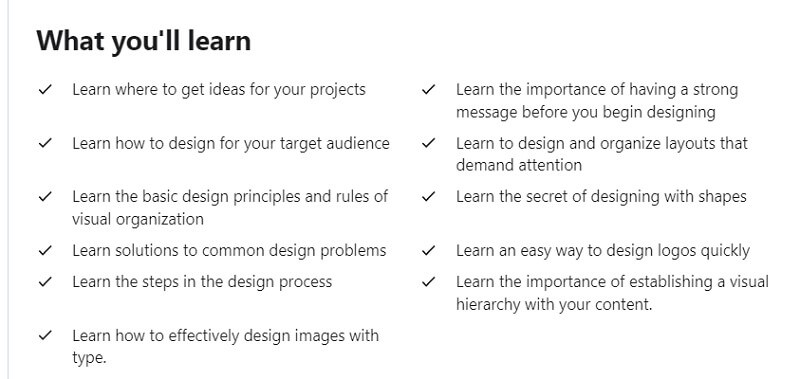 What you'll learn
Learn where to get ideas for your projects
Learn the importance of having a strong
message before you begin designing
Learn how to design for your target audience
Learn to design and organize layouts that
demand attention
Learn the basic design principles and rules of
visual organization
Learn the secret of designing with shapes
Learn solutions to common design problems
Learn an easy way to design logos quickly
Learn the steps in the design process
Learn the importance of establishing a visual
hierarchy with your content.
Learn how to effectively design images with
type.